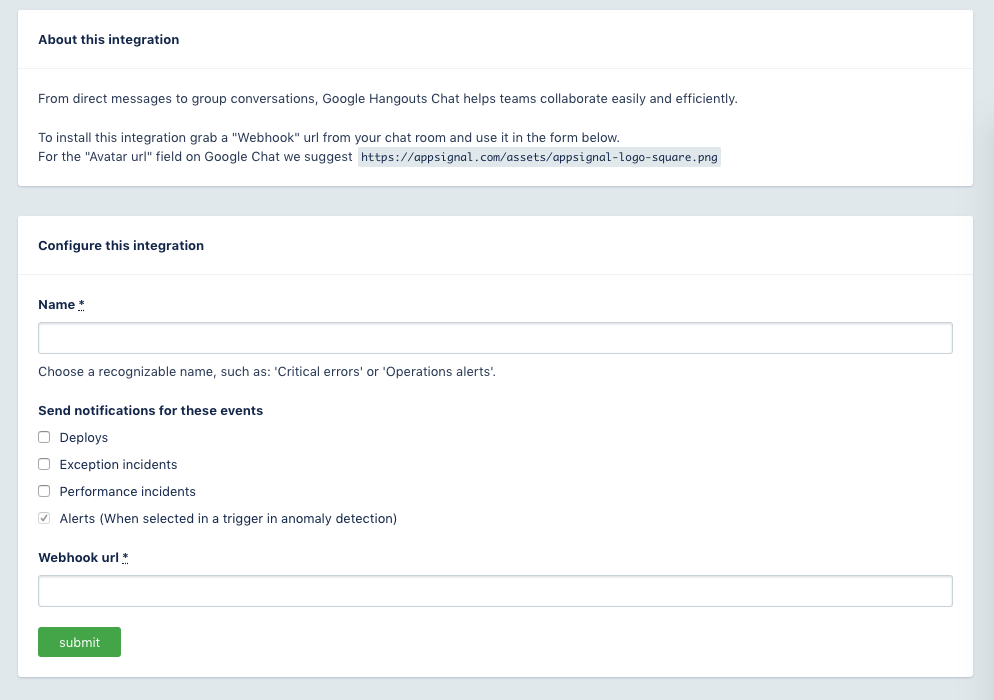 About this integration
From direct messages to group conversations, Google Hangouts Chat helps teams collaborate easily and efficiently.
To install this integration grab a "Webhook" url from your chat room and use it in the form below.
For the "Avatar url" field on Google Chat we suggest https://appsignal.com/assets/appsignal-logo-square.png
Configure this integration
Name *
Choose a recognizable name, such as: 'Critical errors' or 'Operations alerts'.
Send notifications for these events
Deploys
Exception incidents
Performance incidents
Alerts (When selected in a trigger in anomaly detection)
Webhook url *
submit